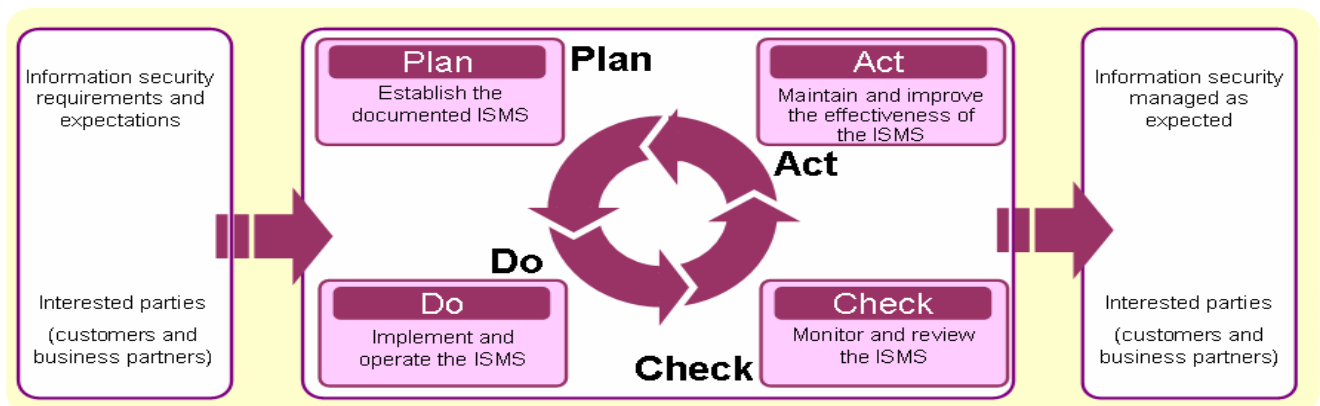 Information security
requirements and
expectations
Interested parties
(customers and
business partners)
Plan
Establish the
documented ISMS
Plan
Act
Maintain and improve
the effectiveness of
the ISMS
Act
Do
Do
Implement and
operate the ISMS
Check
Monitor and review
the ISMS
Check
Information security
managed as
expected
Interested parties
(customers and
business partners)